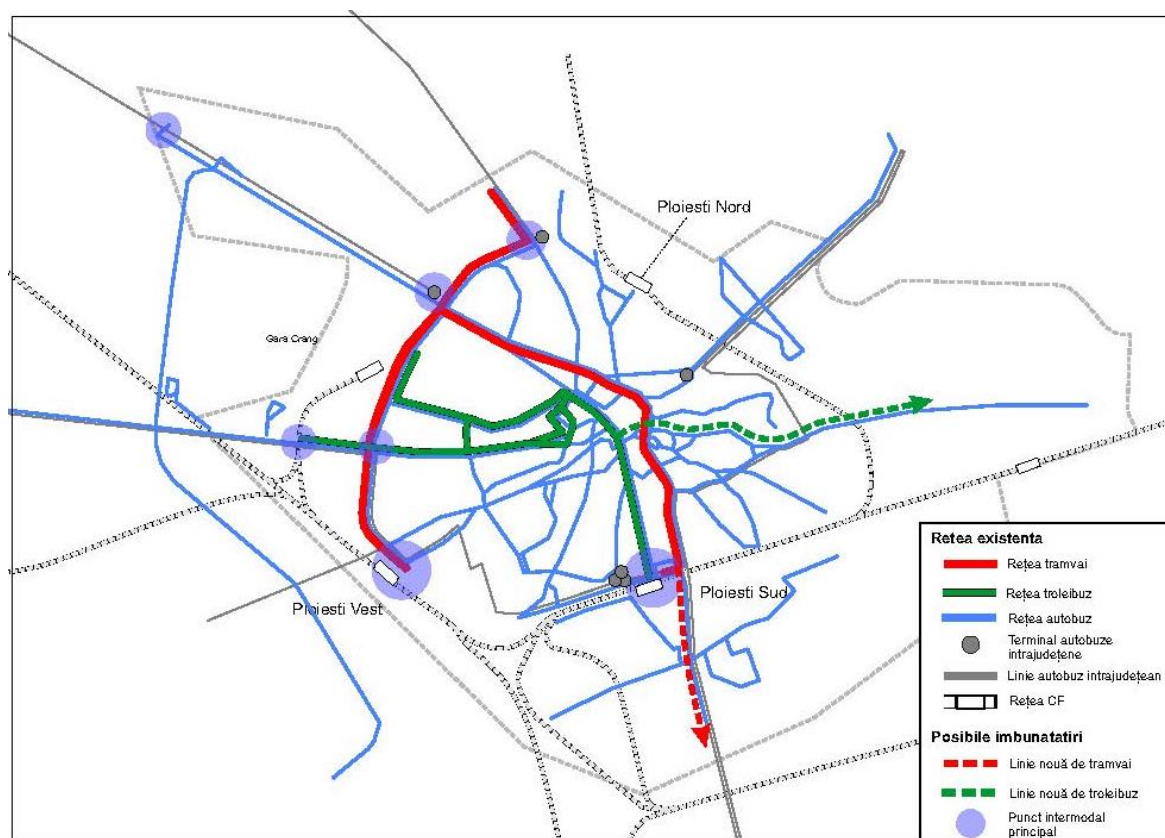 Ploiesti Nord
Gara Crang
Ploiesti Vest
Ploiesti Sud
Retea existenta
Rețea tramvai
Rețea troleibuz
Rețea autobuz
Terminal autobuze
intrajudețene
Linie autobuz intrajudețean
Rețea CF
Posibile imbunatatiri
Linie nouă de tramvai
Linie nouă de troleibuz
Punct intermodal
principal